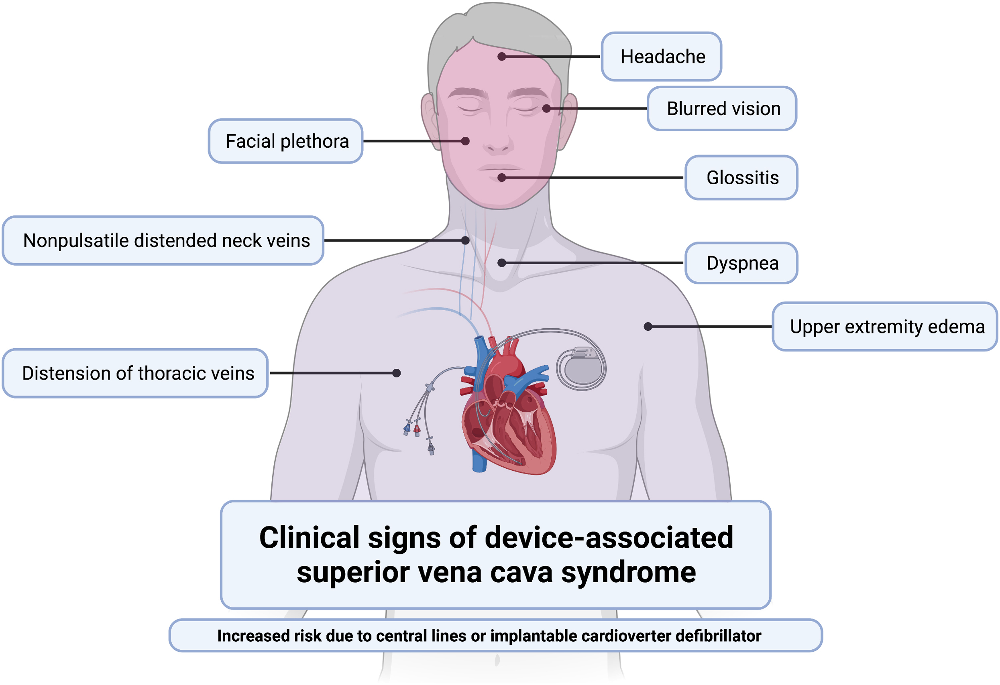 Headache
Blurred vision
Facial plethora
Glossitis
Nonpulsatile distended neck veins
Dyspnea
Upper extremity edema
Distension of thoracic veins
Clinical signs of device-associated
superior vena cava syndrome
Increased risk due to central lines or implantable cardioverter defibrillator